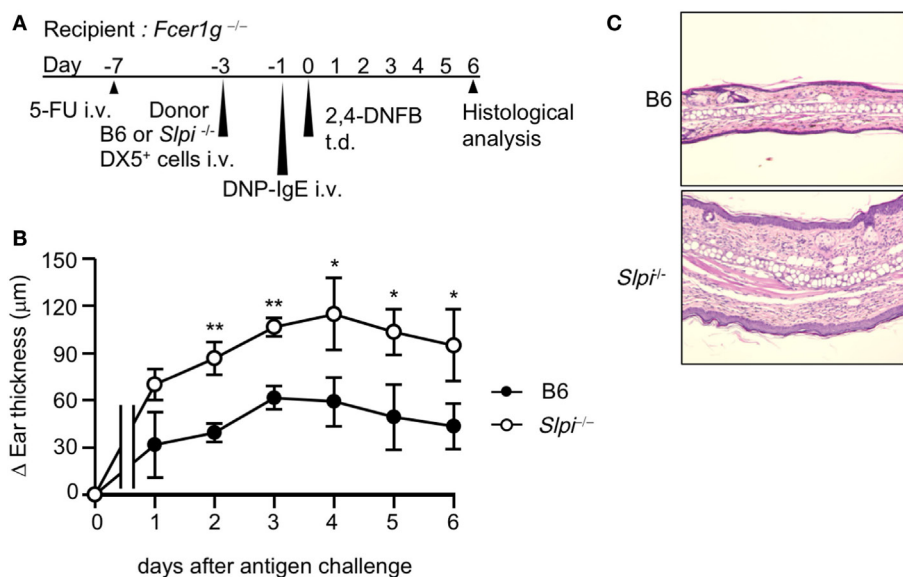 A
Recipient : Fcer1g −/−
Day -7 -3 -1 0 1 2 3 4 5 6
5-FU i.v.
Donor
B6 or Slpi -/-
DX5+ cells i.v.
DNP-IgE i.v.
2,4-DNFB
t.d.
Histological
analysis
B
Δ Ear thickness (μm)
150
120
90
60
30
0
** ** * * *
0 1 2 3 4 5 6
days after antigen challenge
B6
Slpi−/−
C
B6
Slpi-/-